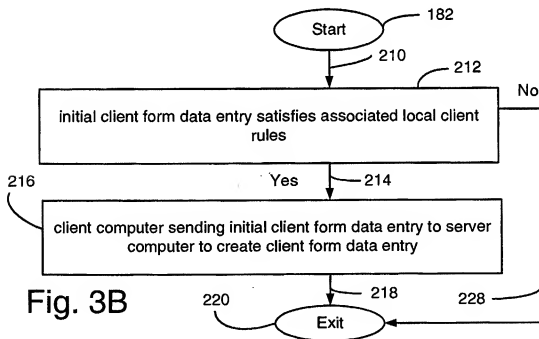 Start
182
210
212
No
initial client form data entry satisfies associated local client
rules
216
Yes
214
client computer sending initial client form data entry to server
computer to create client form data entry
Fig. 3B
218
228
220
Exit